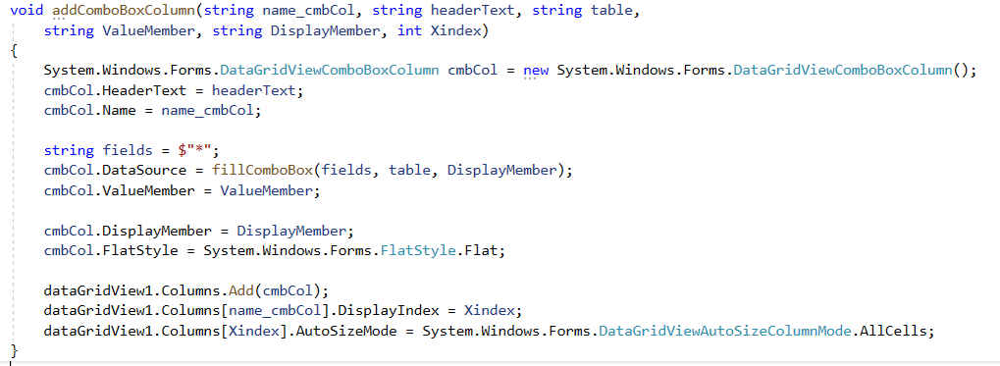 void addComboBoxColumn(string name_cmbCol, string headerText, string table,
    string ValueMember, string DisplayMember, int Xindex)
{
    System.Windows.Forms.DataGridViewComboBoxColumn cmbCol = new System.Windows.Forms.DataGridViewComboBoxColumn();
    cmbCol.HeaderText = headerText;
    cmbCol.Name = name_cmbCol;

    string fields = $"*";
    cmbCol.DataSource = fillComboBox(fields, table, DisplayMember);
    cmbCol.ValueMember = ValueMember;

    cmbCol.DisplayMember = DisplayMember;
    cmbCol.FlatStyle = System.Windows.Forms.FlatStyle.Flat;

    dataGridView1.Columns.Add(cmbCol);
    dataGridView1.Columns[name_cmbCol].DisplayIndex = Xindex;
    dataGridView1.Columns[Xindex].AutoSizeMode = System.Windows.Forms.DataGridViewAutoSizeColumnMode.AllCells;
}